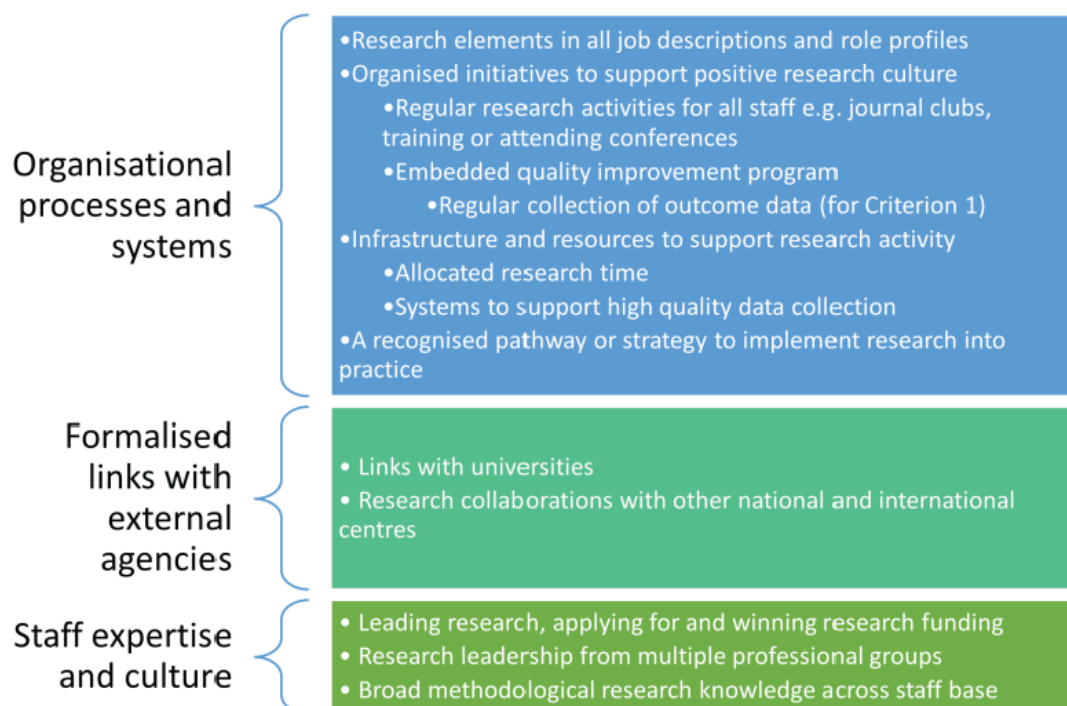 Organisational
processes and
systems
•Research elements in all job descriptions and role profiles
•Organised initiatives to support positive research culture
•Regular research activities for all staff e.g. journal clubs,
training or attending conferences
•Embedded quality improvement program
•Regular collection of outcome data (for Criterion 1)
•Infrastructure and resources to support research activity
•Allocated research time
•Systems to support high quality data collection
•A recognised pathway or strategy to implement research into
practice
Formalised
links with
external
agencies
• Links with universities
• Research collaborations with other national and international
centres
Staff expertise
and culture
• Leading research, applying for and winning research funding
• Research leadership from multiple professional groups
• Broad methodological research knowledge across staff base